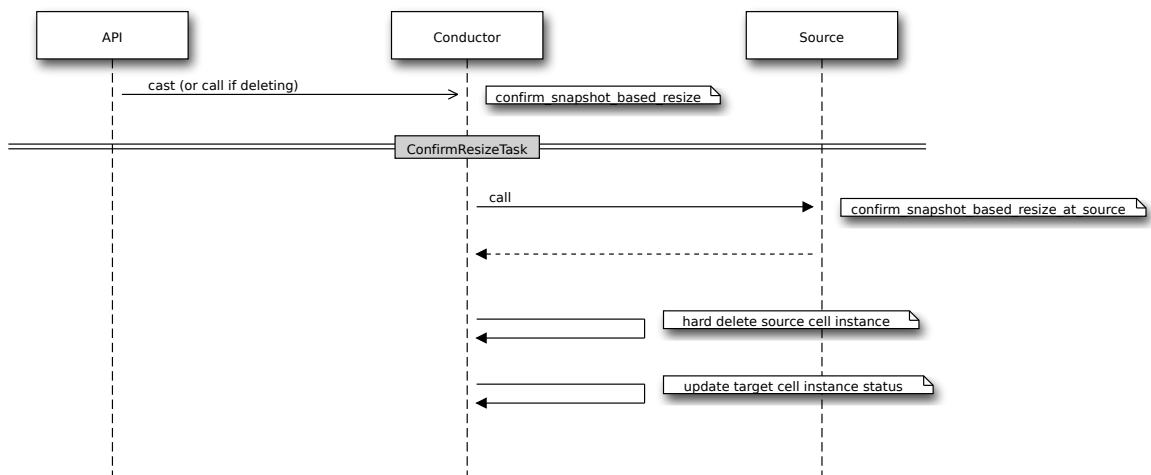 API
Conductor
Source
cast (or call if deleting)
confirm_snapshot_based_resize
ConfirmResizeTask
call
confirm_snapshot_based_resize_at_source
hard delete source cell instance
update target cell instance status